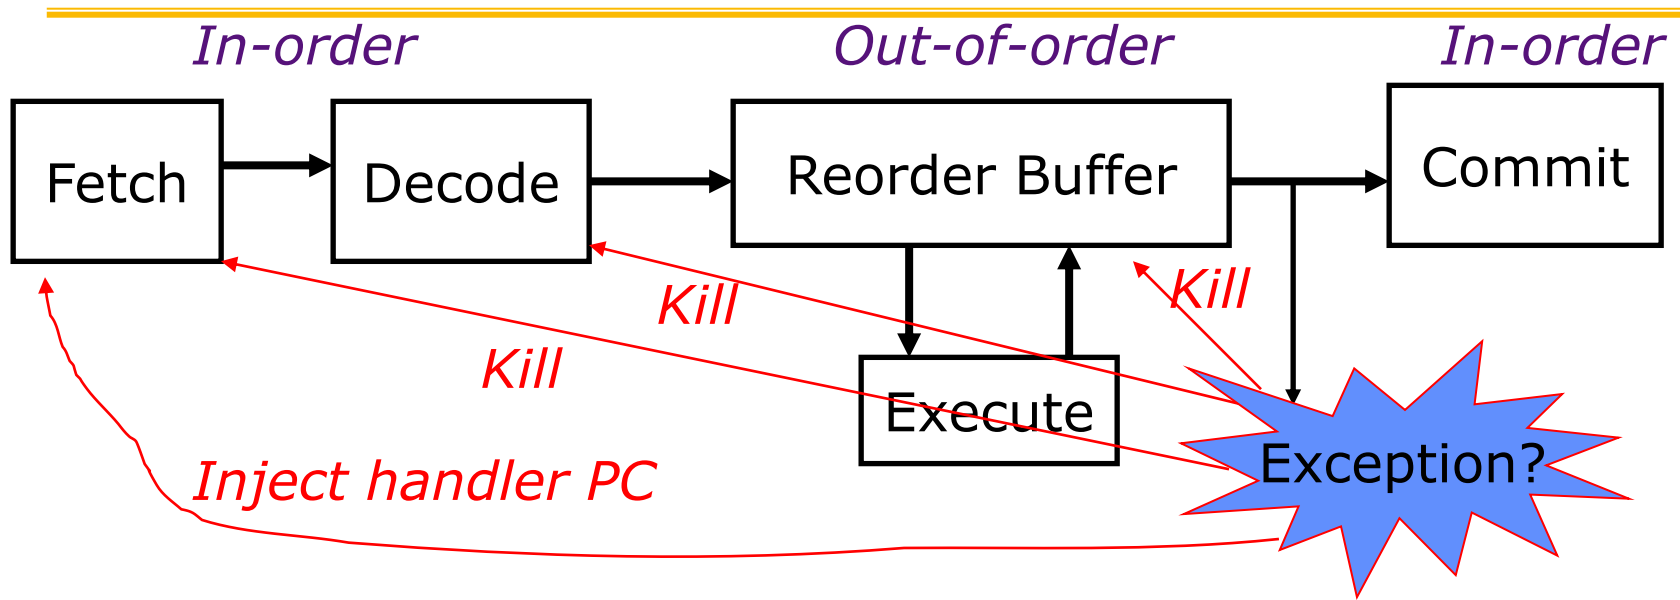 In-order
Out-of-order
In-order
Fetch
Decode
Reorder Buffer
Commit
Kill
Kill
Kill
Execute
Inject handler PC
Exception?